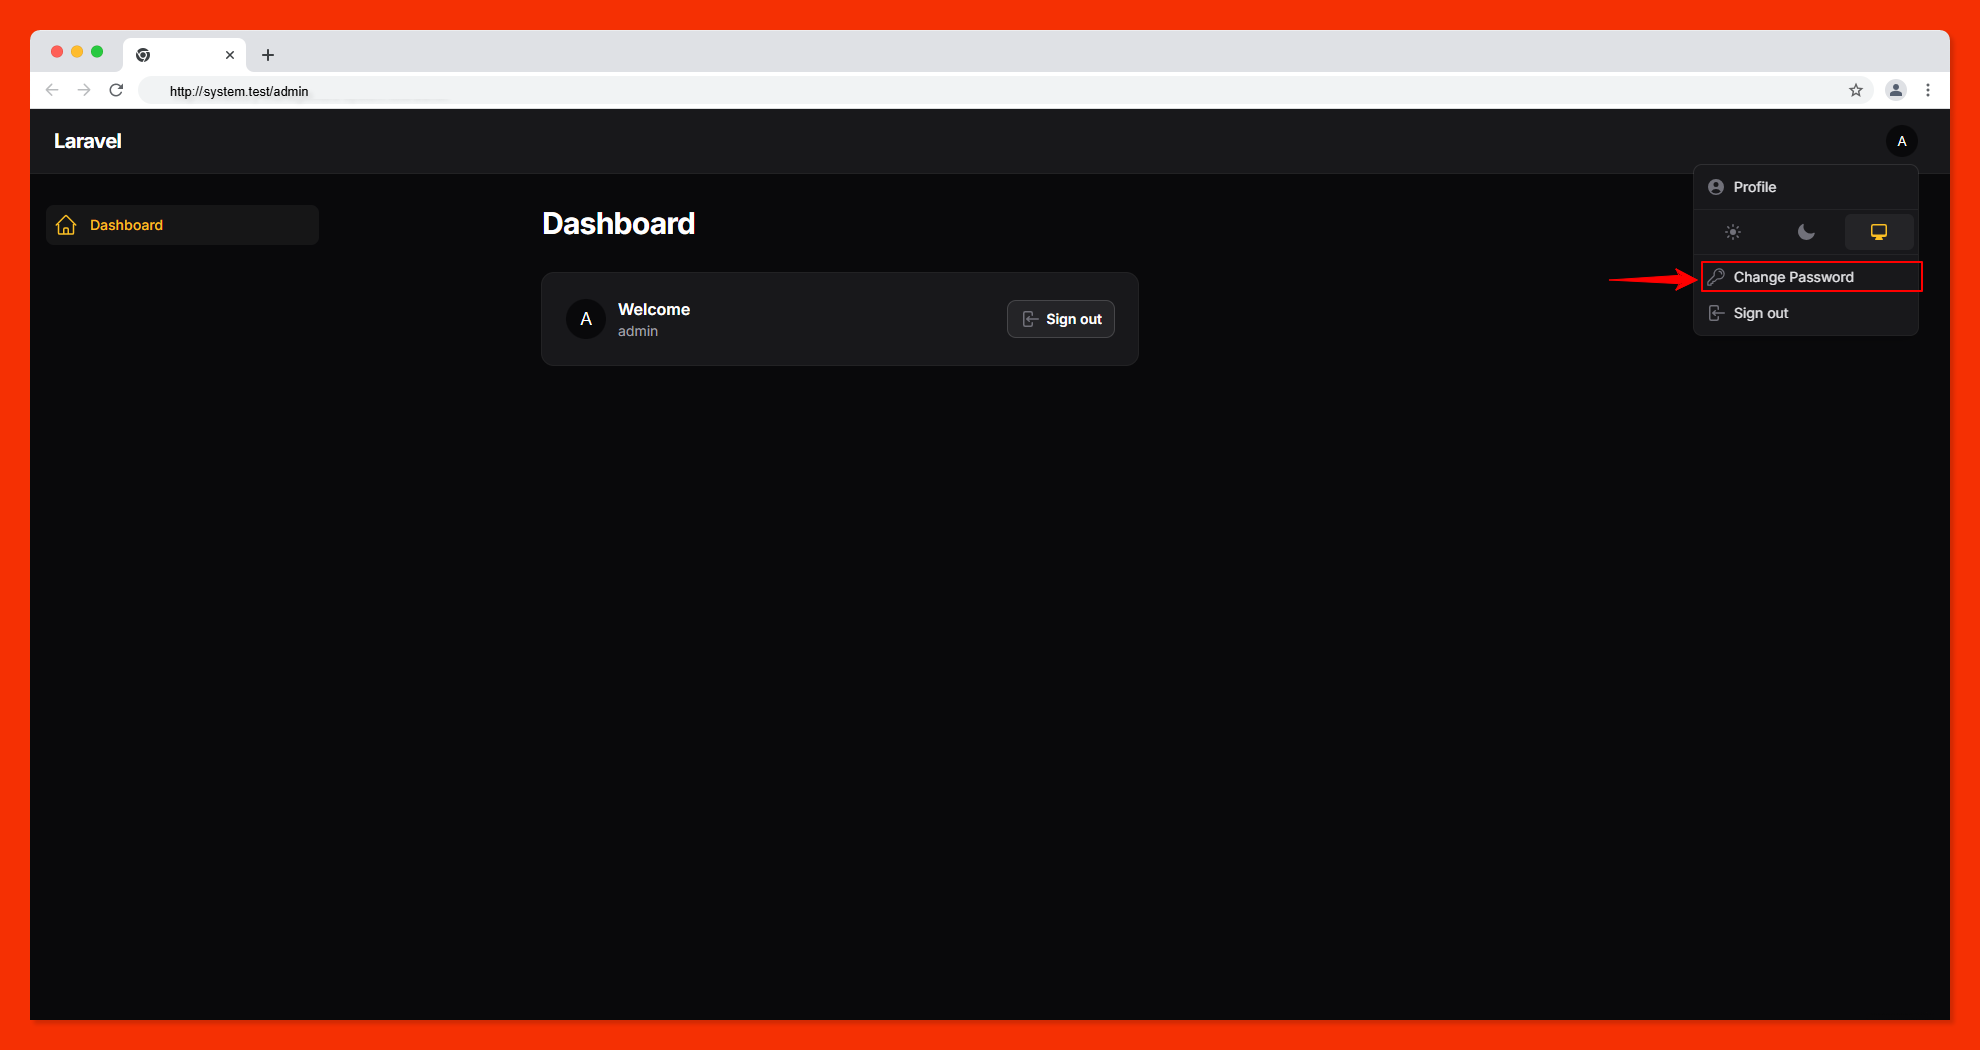 http://system.test/admin
Laravel
A
Profile
Dashboard
Dashboard
Change Password
Sign out
A
Welcome
admin
Sign out